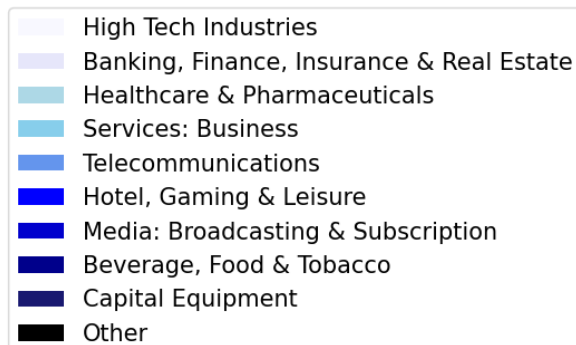 High Tech Industries
Banking, Finance, Insurance & Real Estate
Healthcare & Pharmaceuticals
Services: Business
Telecommunications
Hotel, Gaming & Leisure
Media: Broadcasting & Subscription
Beverage, Food & Tobacco
Capital Equipment
Other